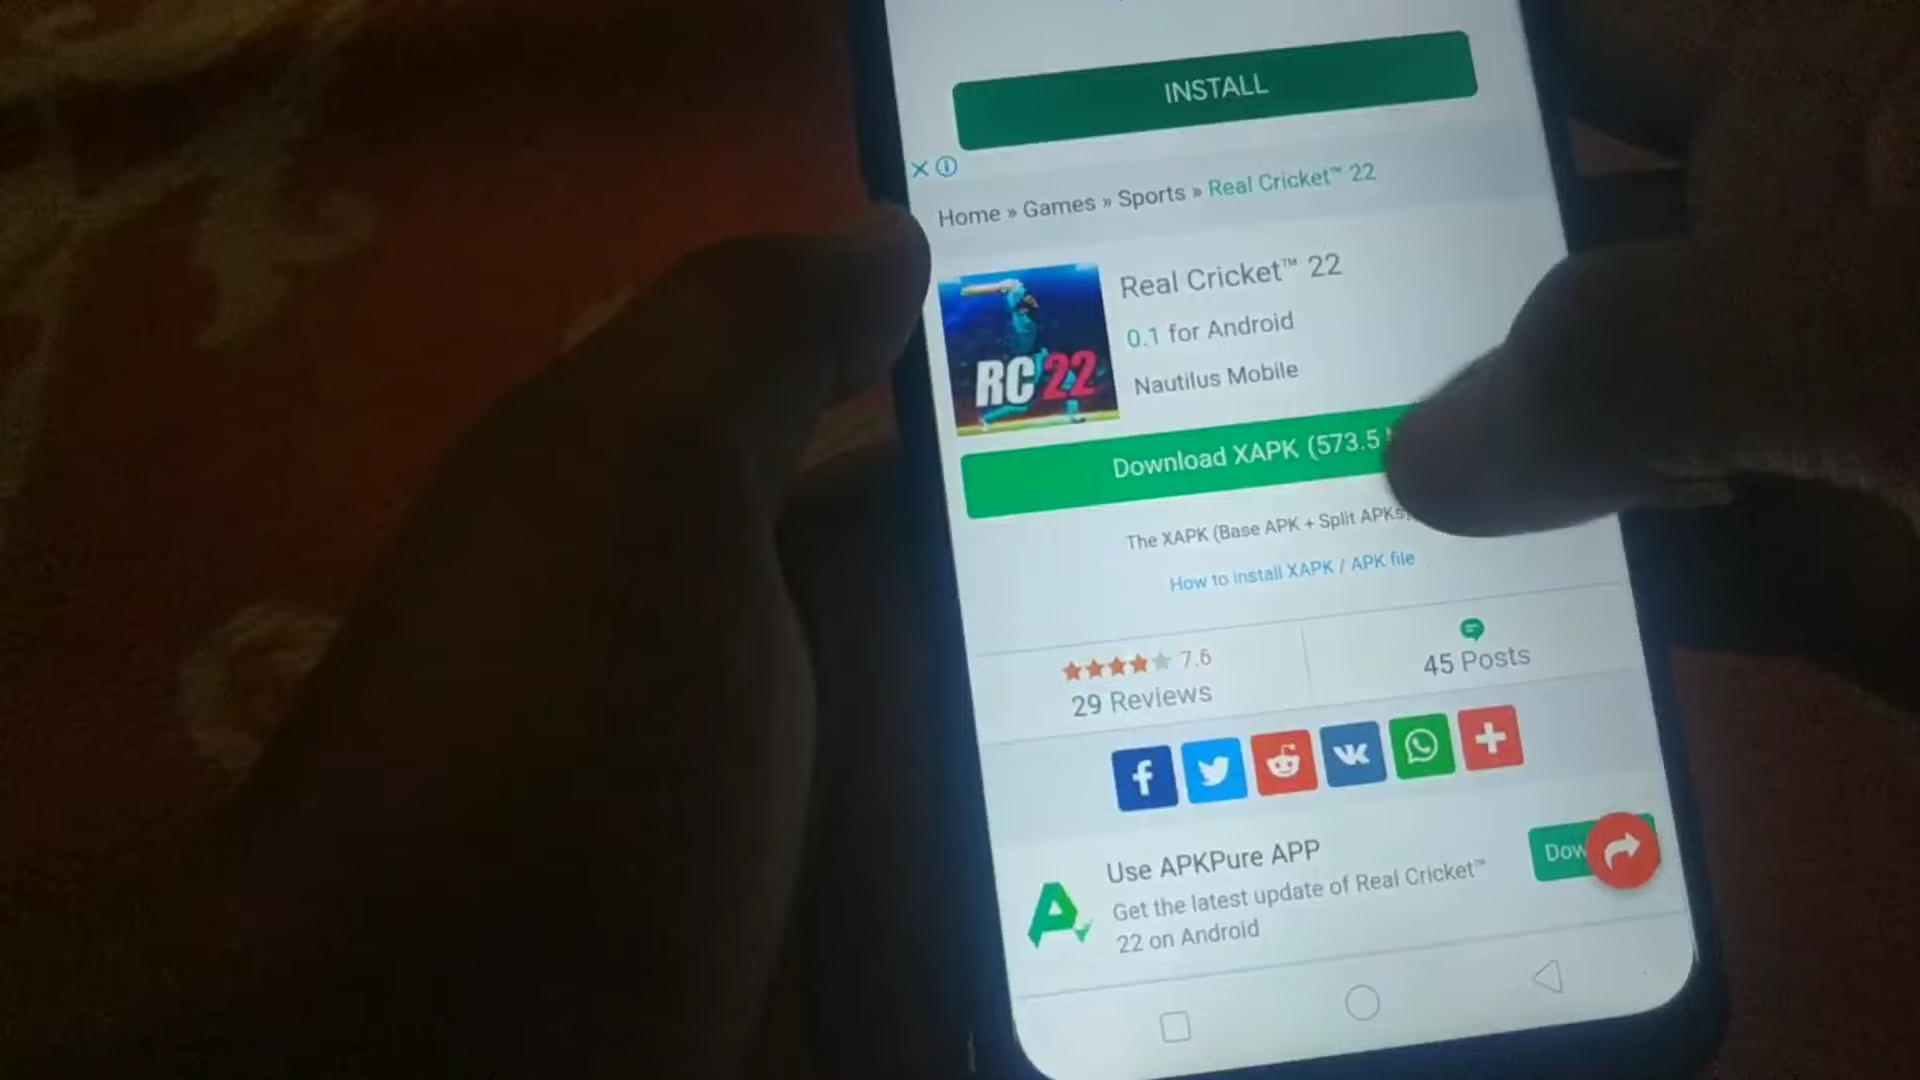 INSTALL
Home » Games » Sports » Real Cricket™ 22
Real Cricket™ 22
0.1 for Android
Nautilus Mobile
RC22
Download XAPK (573.5
The XAPK (Base APK + Split APKs)
How to install XAPK / APK file
7.6
29 Reviews
45 Posts
Use APKPure APP
Get the latest update of Real Cricket™
22 on Android
Dow